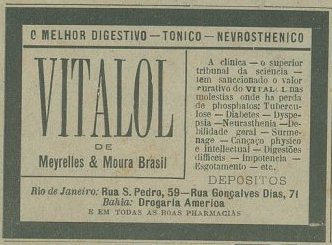 O MELHOR DIGESTIVO — TONICO — NEVROSTHENICO
VITALOL
DE
Meyrelles & Moura Brasil
A clinica — o superior
tribunal da sciencia —
tem sanccionado o valor
curativo do VITALOL nas
molestias onde ha perda
de phosphatos: Tubercu-
lose — Diabetes — Dyspe-
psia — Neurasthenia — De-
bilidade geral — Surme-
nage — Cançaço physico
e intellectual — Digestões
difficeis — Impotencia —
Esgotamento — etc.
DEPOSITOS
Rio de Janeiro: Rua S. Pedro, 59 — Rua Gonçalves Dias, 71
Bahia: Drogaria America
E EM TODAS AS BOAS PHARMACIAS